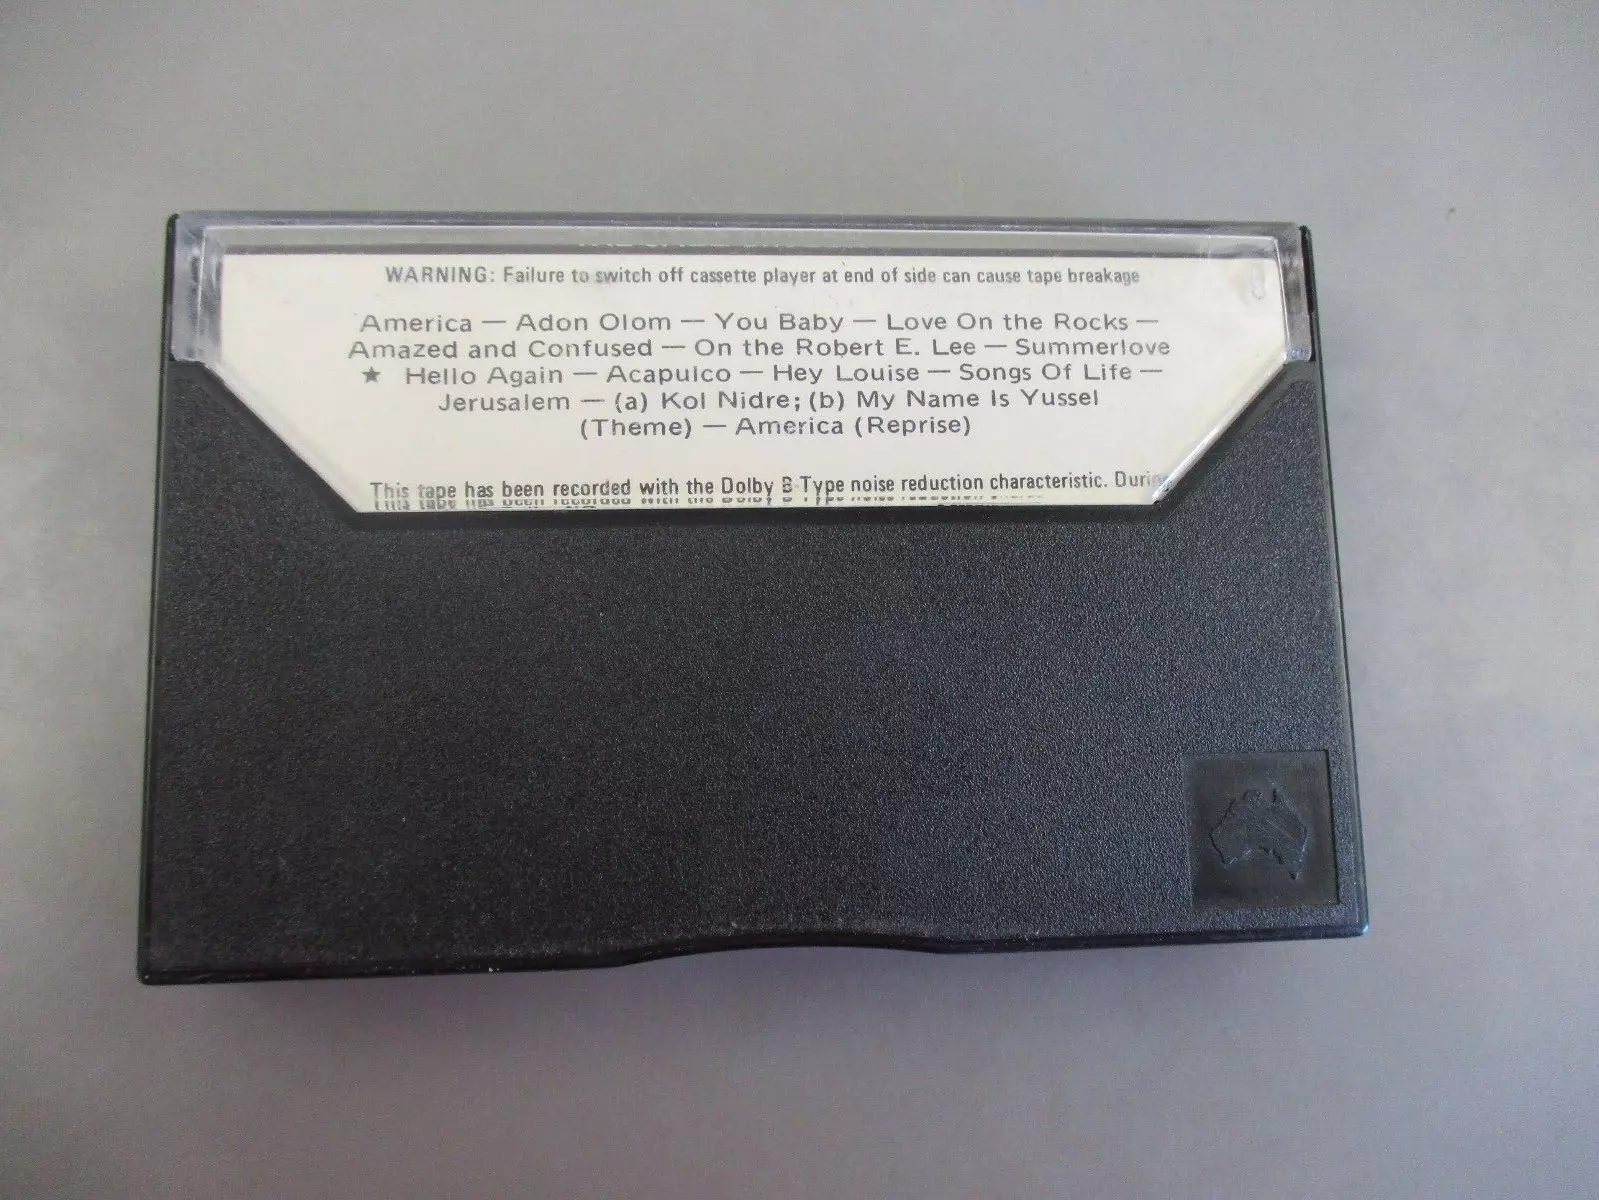 WARNING: Failure to switch off cassette player at end of side can cause tape breakage
America — Adon Olom — You Baby — Love On the Rocks —
Amazed and Confused — On the Robert E. Lee — Summerlove
★ Hello Again — Acapulco — Hey Louise — Songs Of Life —
Jerusalem — (a) Kol Nidre; (b) My Name Is Yussel
(Theme) — America (Reprise)
This tape has been recorded with the Dolby B Type noise reduction characteristic.